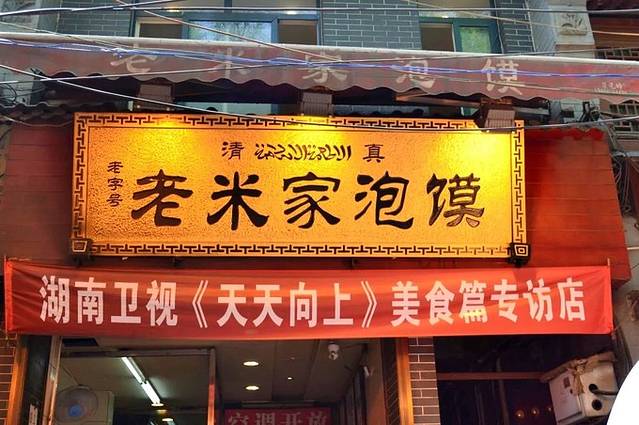 老米家泡馍
清 真
老字号
老米家泡馍
湖南卫视《天天向上》美食篇专访店
空调开放